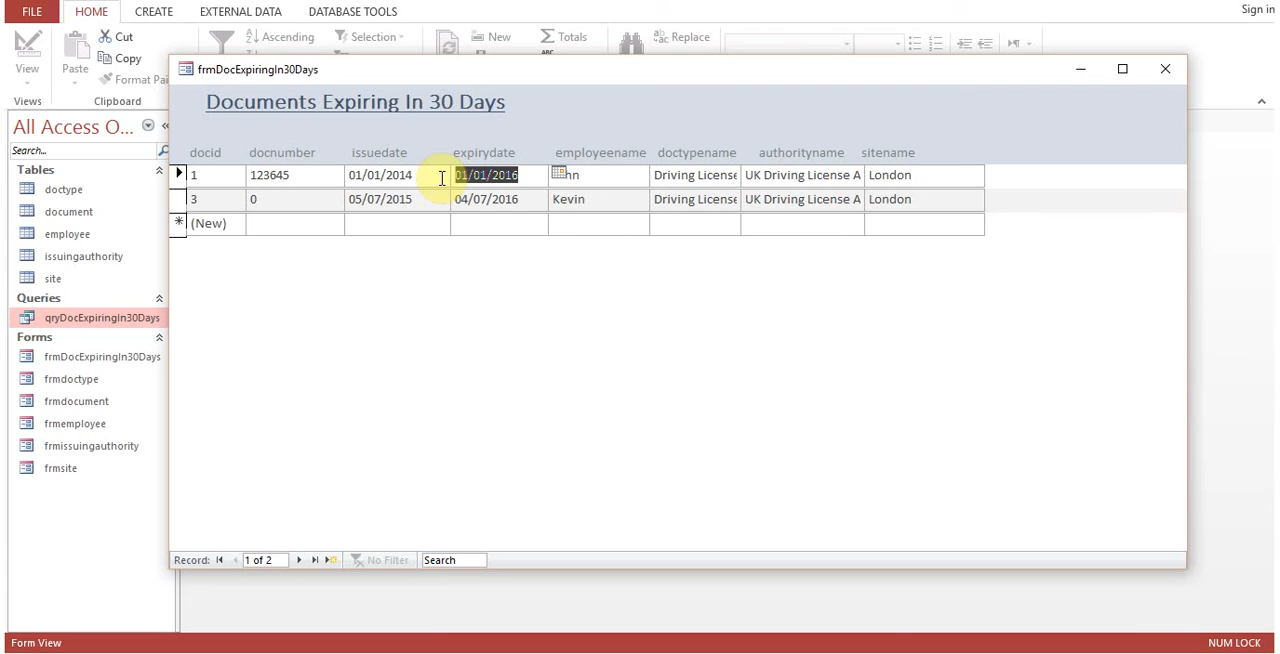 FILE HOME CREATE EXTERNAL DATA DATABASE TOOLS Sign in
View Paste Cut Copy Format Ascending Selection New Totals Replace
ABC
Views Clipboard
frmDocExpiringIn30Days
Documents Expiring In 30 Days
All Access O...
Search...
Tables
doctype
document
employee
issuingauthority
site
Queries
qryDocExpiringIn30Days
Forms
frmDocExpiringIn30Days
frmdoctype
frmdocument
frmemployee
frmissuingauthority
frmsite
docid docnumber issuedate expirydate employeename doctypename authorityname sitename
1 123645 01/01/2014 01/01/2016 Driving License UK Driving License A London
3 0 05/07/2015 04/07/2016 Kevin Driving License UK Driving License A London
(New)
Record: 1 of 2 No Filter Search
Form View NUM LOCK